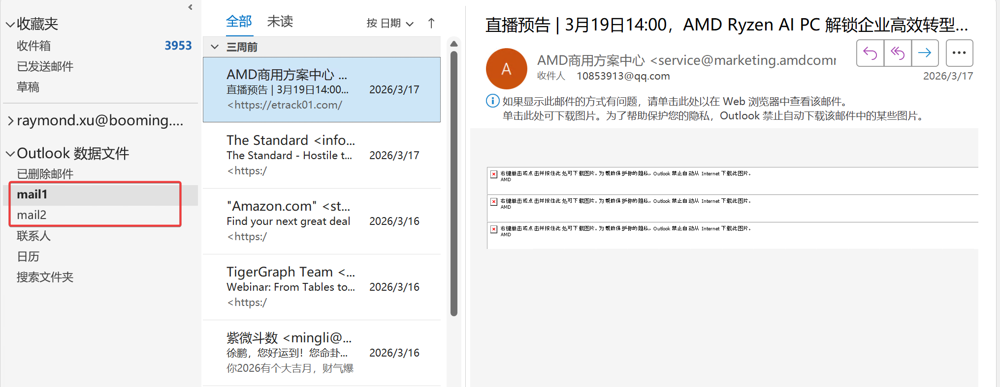 收藏夹
收件箱 3953
已发送邮件
草稿
raymond.xu@booming....
Outlook 数据文件
已删除邮件
mail1
mail2
联系人
日历
搜索文件夹
全部 未读 按 日期
三周前
AMD商用方案中心 ...
直播预告 | 3月19日14:00... 2026/3/17
<https://etrack01.com/
The Standard <info...
The Standard - Hostile t... 2026/3/17
<https:/
"Amazon.com" <st...
Find your next great deal 2026/3/16
<https:/
TigerGraph Team <...
Webinar: From Tables to... 2026/3/16
<https:/
紫微斗数 <mingli@...
徐鹏，您好运到！您命卦... 2026/3/16
你2026有个大吉月，财气爆
直播预告 | 3月19日14:00，AMD Ryzen AI PC 解锁企业高效转型...
A
AMD商用方案中心 <service@marketing.amdcomr
收件人 10853913@qq.com
2026/3/17
如果显示此邮件的方式有问题，请单击此处以在 Web 浏览器中查看该邮件。
单击此处可下载图片。为了帮助保护您的隐私，Outlook 禁止自动下载该邮件中的某些图片。
右键单击或点击并按住此处可下载图片。为帮助保护你的隐私，Outlook 禁止自动从 Internet 下载此图片。
AMD
右键单击或点击并按住此处可下载图片。为帮助保护你的隐私，Outlook 禁止自动从 Internet 下载此图片。
AMD
右键单击或点击并按住此处可下载图片。为帮助保护你的隐私，Outlook 禁止自动从 Internet 下载此图片。
AMD